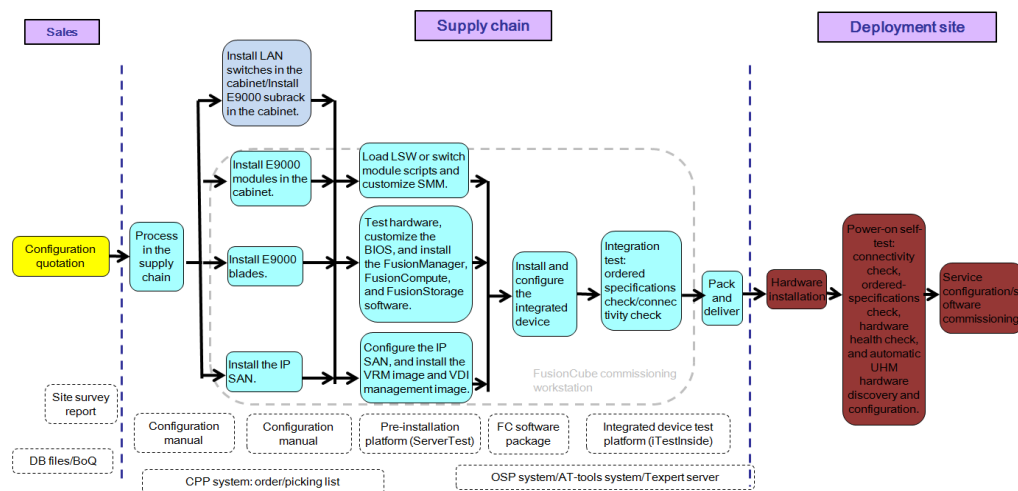 Sales
Supply chain
Deployment site
Install LAN
switches in the
cabinet/Install
E9000 subrack
in the cabinet.
Install E9000
modules in the
cabinet.
Load LSW or switch
module scripts and
customize SMM.
Configuration
quotation
Process in
the supply
chain
Install E9000
blades.
Test hardware,
customize the
BIOS, and install
the FusionManager,
FusionCompute,
and FusionStorage
software.
Install and
configure
the
integrated
device
Integration
test:
ordered
specifications
check/connec
tivity check
Pack
and
deliver
Hardware
installation
Power-on self-
test:
connectivity
check,
ordered-
specifications
check,
hardware
health check,
and automatic
UHM
hardware
discovery and
configuration.
Service
configuration/s
oftware
commissioning
Install the IP
SAN.
Configure the IP
SAN, and install the
VRM image and VDI
management image.
FusionCube commissioning
workstation
Site survey
report
Configuration
manual
Configuration
manual
Pre-installation
platform (ServerTest)
FC software
package
Integrated device test
platform (iTestInside)
DB files/BoQ
CPP system: order/picking list
OSP system/AT-tools system/Texpert server